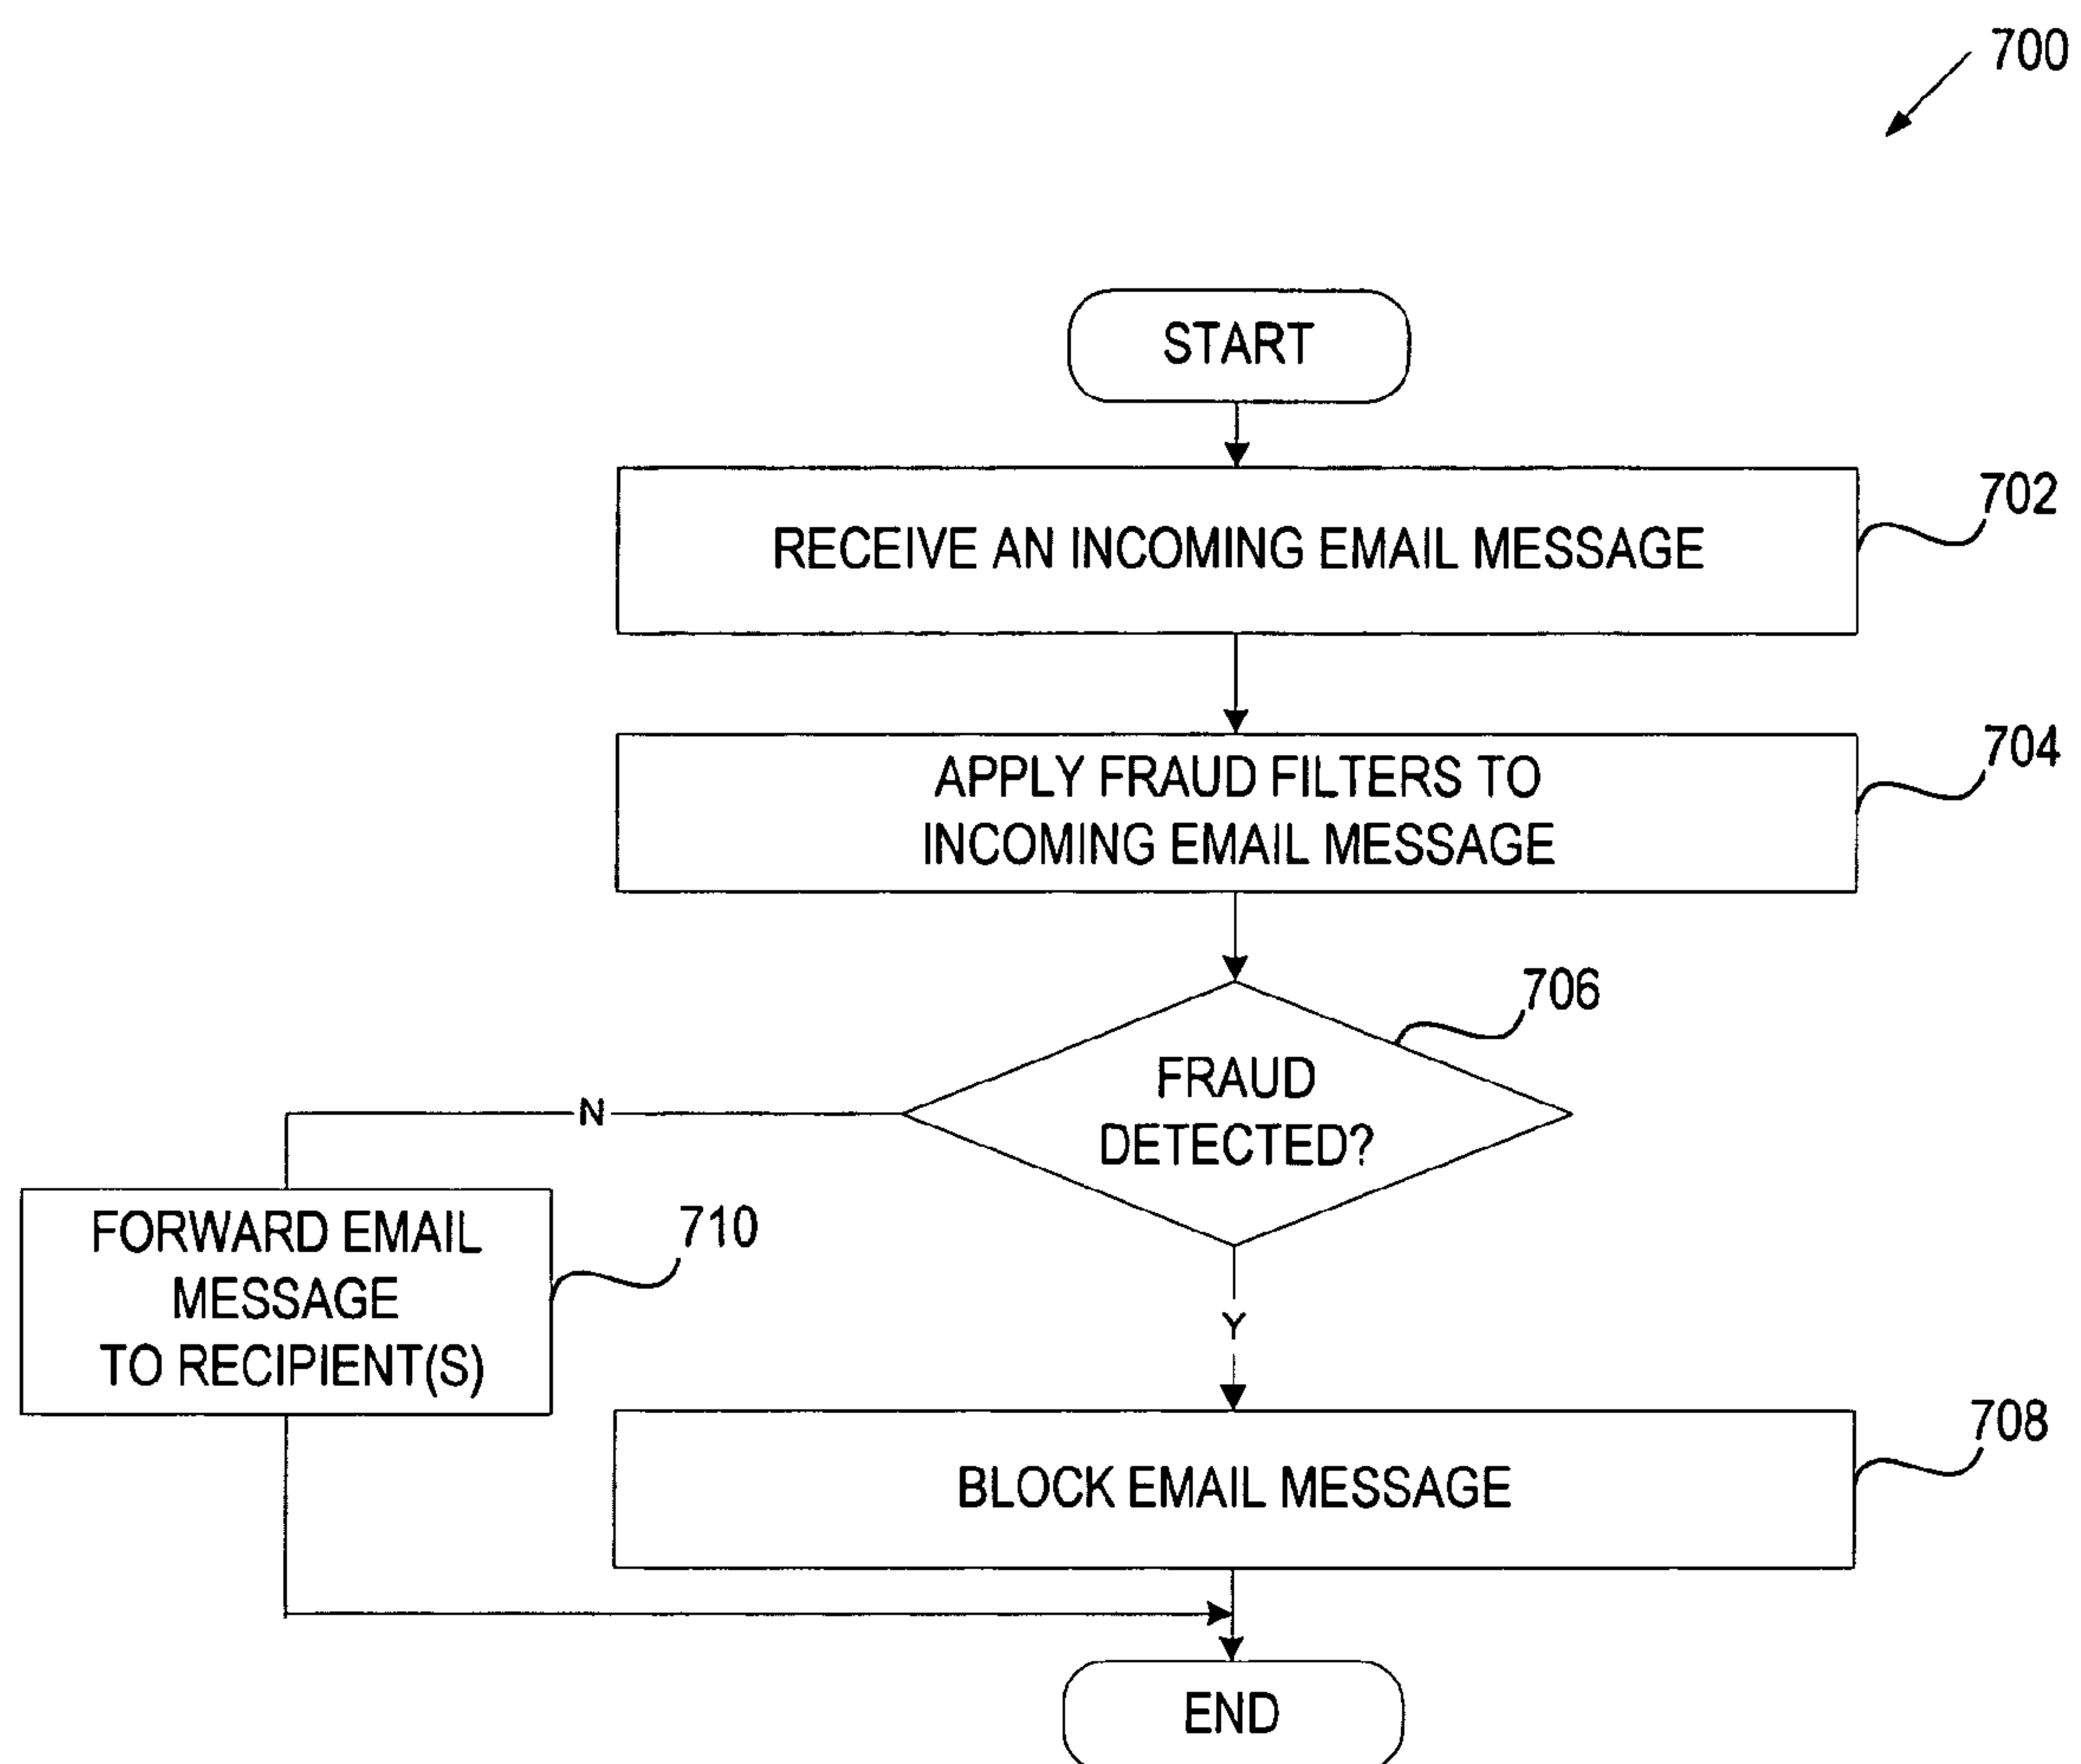 700
START
RECEIVE AN INCOMING EMAIL MESSAGE
702
APPLY FRAUD FILTERS TO
INCOMING EMAIL MESSAGE
704
FRAUD
DETECTED?
706
N
FORWARD EMAIL
MESSAGE
TO RECIPIENT(S)
710
Y
BLOCK EMAIL MESSAGE
708
END